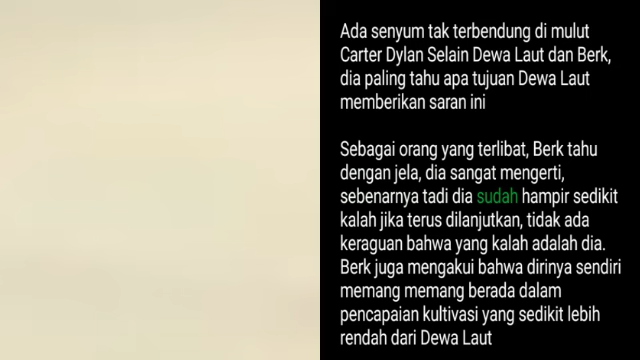 Ada senyum tak terbendung di mulut
Carter Dylan Selain Dewa Laut dan Berk,
dia paling tahu apa tujuan Dewa Laut
memberikan saran ini
Sebagai orang yang terlibat, Berk tahu
dengan jela, dia sangat mengerti,
sebenarnya tadi dia sudah hampir sedikit
kalah jika terus dilanjutkan, tidak ada
keraguan bahwa yang kalah adalah dia.
Berk juga mengakui bahwa dirinya sendiri
memang memang berada dalam
pencapaian kultivasi yang sedikit lebih
rendah dari Dewa Laut